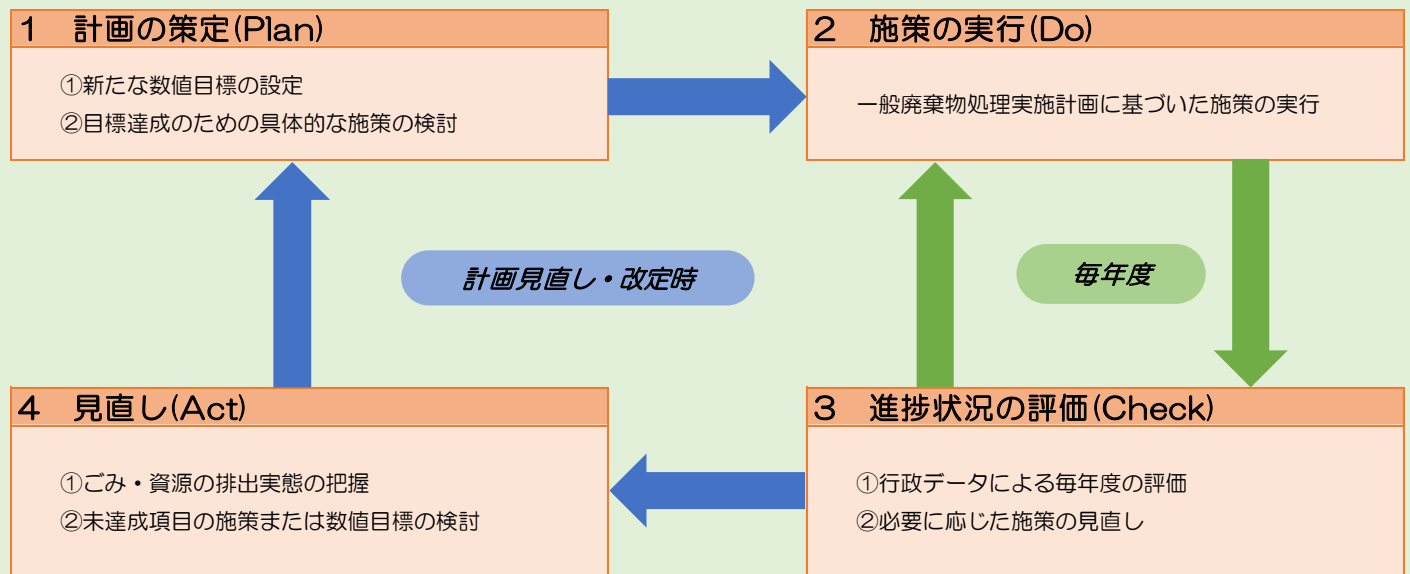 1　計画の策定(Plan)
①新たな数値目標の設定
②目標達成のための具体的な施策の検討
2　施策の実行(Do)
一般廃棄物処理実施計画に基づいた施策の実行
計画見直し・改定時
毎年度
4　見直し(Act)
①ごみ・資源の排出実態の把握
②未達成項目の施策または数値目標の検討
3　進捗状況の評価(Check)
①行政データによる毎年度の評価
②必要に応じた施策の見直し